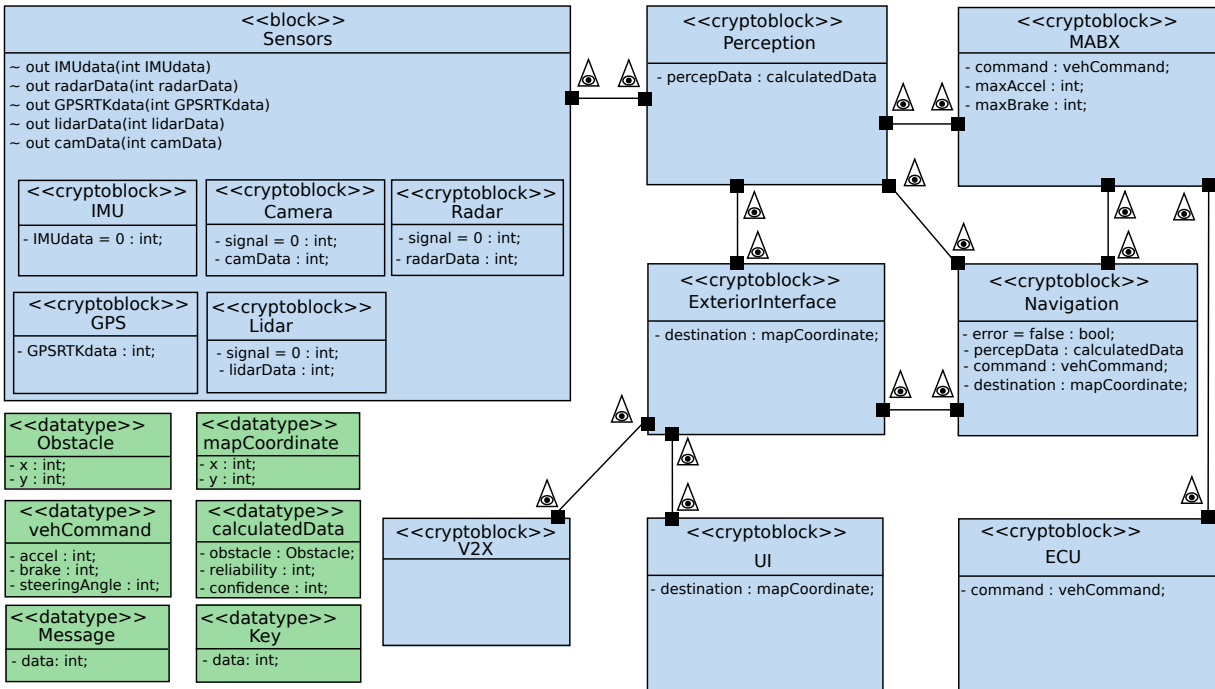 <<block>>
Sensors
~ out IMUdata(int IMUdata)
~ out radarData(int radarData)
~ out GPSRTKdata(int GPSRTKdata)
~ out lidarData(int lidarData)
~ out camData(int camData)
<<cryptoblock>>
IMU
- IMUdata = 0 : int;
<<cryptoblock>>
Camera
- signal = 0 : int;
- camData : int;
<<cryptoblock>>
Radar
- signal = 0 : int;
- radarData : int;
<<cryptoblock>>
GPS
- GPSRTKdata : int;
<<cryptoblock>>
Lidar
- signal = 0 : int;
- lidarData : int;
<<cryptoblock>>
Perception
- percepData : calculatedData
<<cryptoblock>>
MABX
- command : vehCommand;
- maxAccel : int;
- maxBrake : int;
<<cryptoblock>>
ExteriorInterface
- destination : mapCoordinate;
<<cryptoblock>>
Navigation
- error = false : bool;
- percepData : calculatedData
- command : vehCommand;
- destination : mapCoordinate;
<<datatype>>
Obstacle
- x : int;
- y : int;
<<datatype>>
mapCoordinate
- x : int;
- y : int;
<<datatype>>
vehCommand
- accel : int;
- brake : int;
- steeringAngle : int;
<<datatype>>
calculatedData
- obstacle : Obstacle;
- reliability : int;
- confidence : int;
<<datatype>>
Message
- data: int;
<<datatype>>
Key
- data: int;
<<cryptoblock>>
V2X
<<cryptoblock>>
UI
- destination : mapCoordinate;
<<cryptoblock>>
ECU
- command : vehCommand;